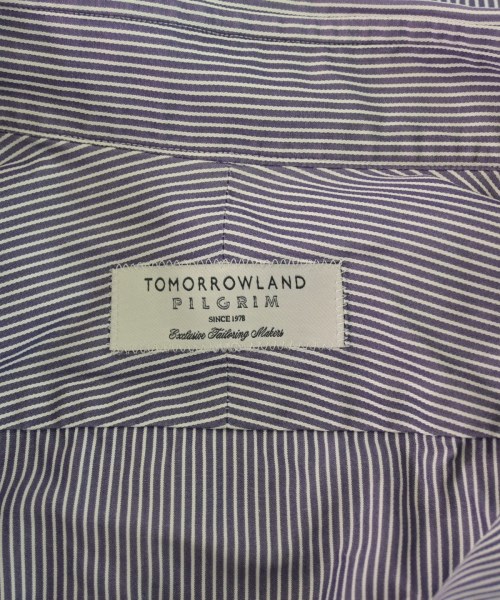 TOMORROWLAND
PILGRIM
SINCE 1978
Exclusive Tailoring Makers